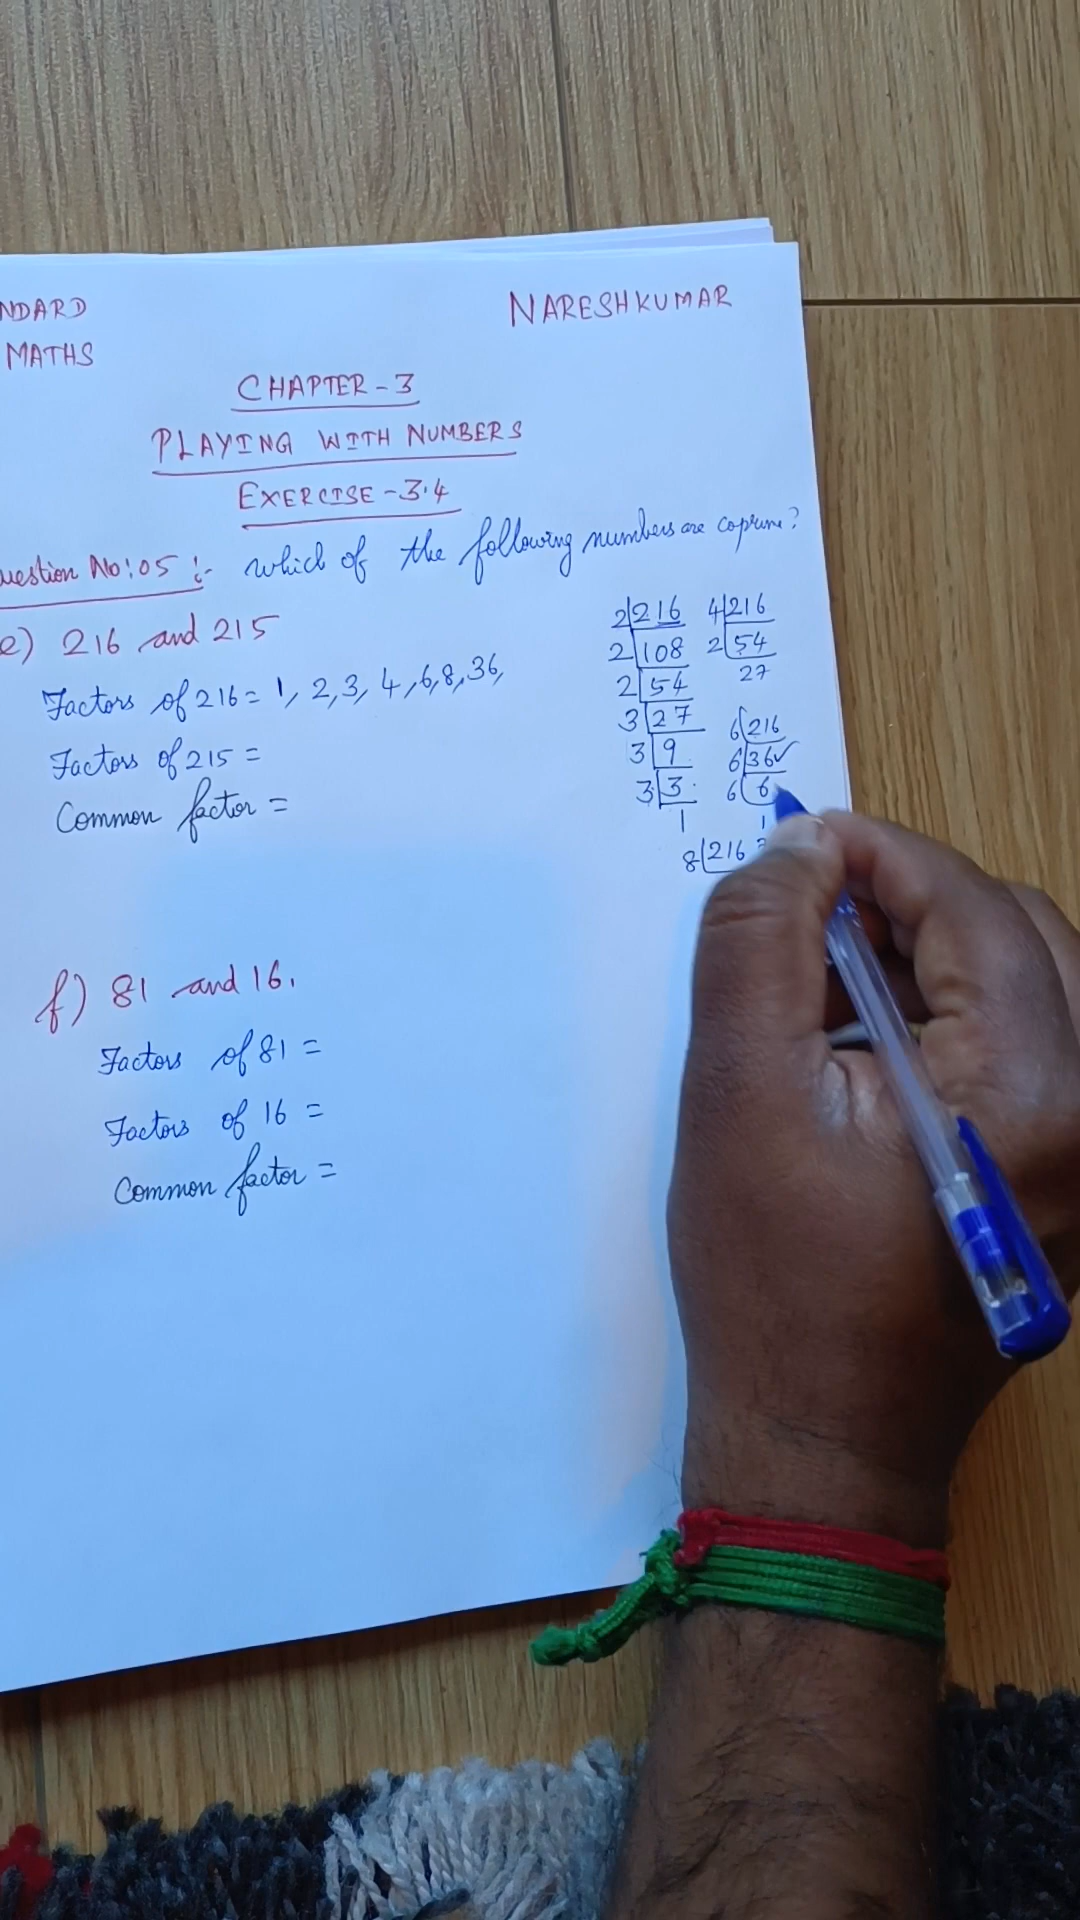 NDARD
NARESHKUMAR
MATHS
CHAPTER-3
PLAYING WITH NUMBERS
EXERCISE-3.4
uestion No:05 :- which of the following numbers are coprime?
e) 216 and 215
Factors of 216 = 1, 2, 3, 4, 6, 8, 36,
Factors of 215 =
Common factor =
2 216
2 108
2 54
3 27
3 9
3 3
1
4 216
2 54
27
6 216
6 36✓
6 6
1
8 216
f) 81 and 16.
Factors of 81 =
Factors of 16 =
Common factor =